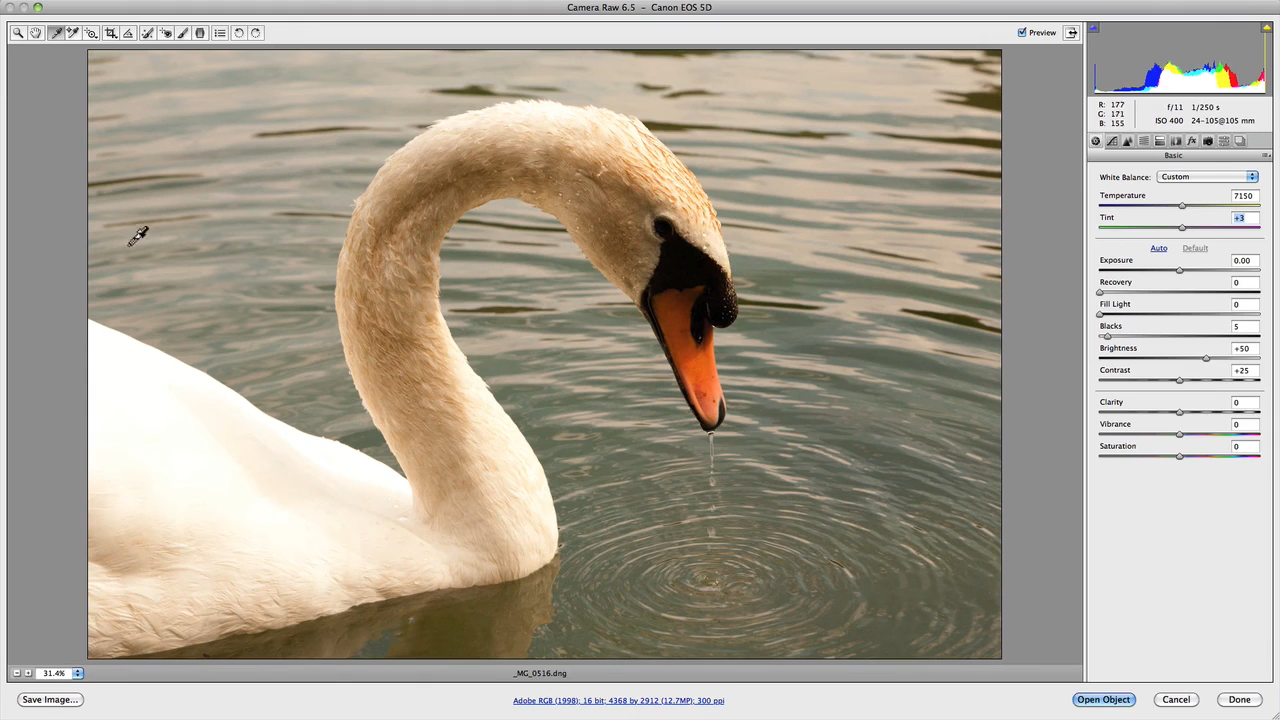 Camera Raw 6.5 - Canon EOS 5D
Preview
R: 177
G: 171
B: 155
f/11 1/250 s
ISO 400 24-105@105 mm
Basic
White Balance: Custom
Temperature 7150
Tint +3
Auto Default
Exposure 0.00
Recovery 0
Fill Light 0
Blacks 5
Brightness +50
Contrast +25
Clarity 0
Vibrance 0
Saturation 0
31.4%
_MG_0516.dng
Save Image...
Adobe RGB (1998); 16 bit; 4368 by 2912 (12.7MP); 300 ppi
Open Object
Cancel
Done